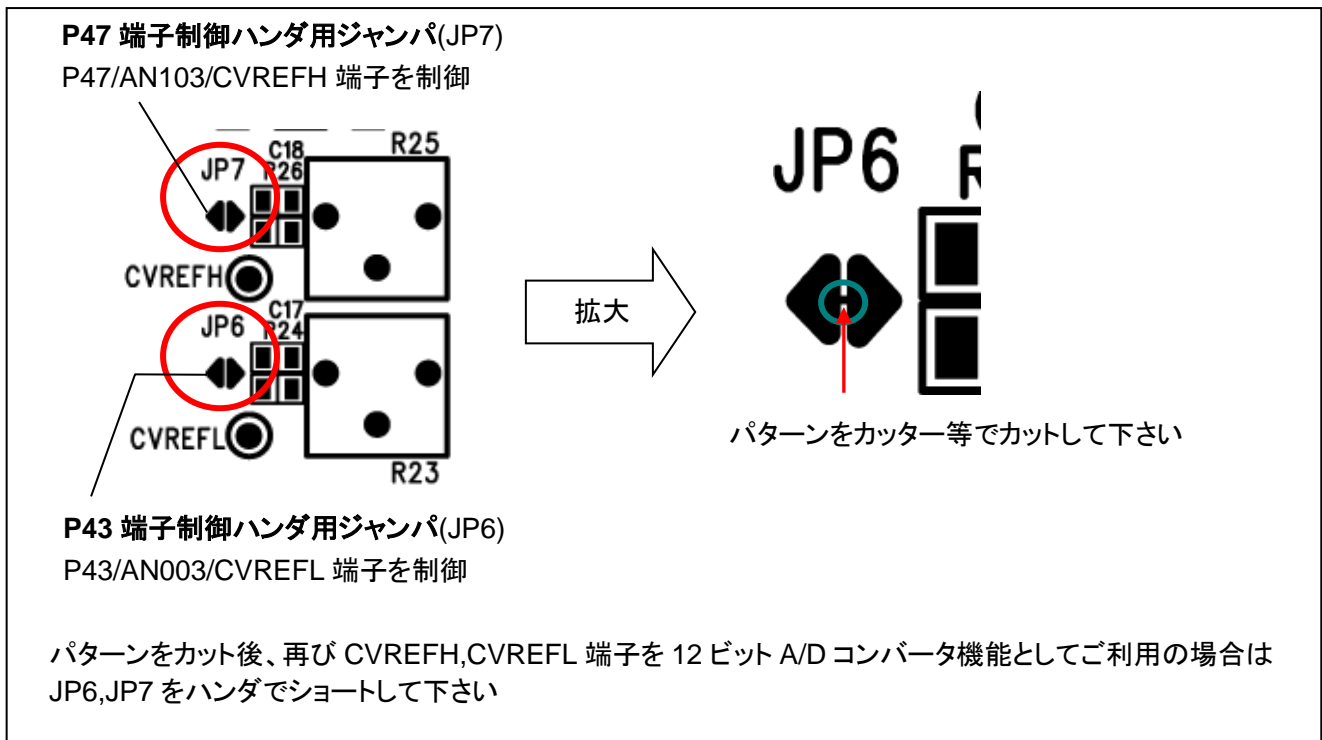 P47 端子制御ハンダ用ジャンパ(JP7)
P47/AN103/CVREFH 端子を制御
C18
R25
JP7
R26
CVREFH
C17
JP6
R24
CVREFL
R23
拡大
JP6
パターンをカッター等でカットして下さい
P43 端子制御ハンダ用ジャンパ(JP6)
P43/AN003/CVREFL 端子を制御
パターンをカット後、再び CVREFH,CVREFL 端子を 12 ビット A/D コンバータ機能としてご利用の場合は
JP6,JP7 をハンダでショートして下さい